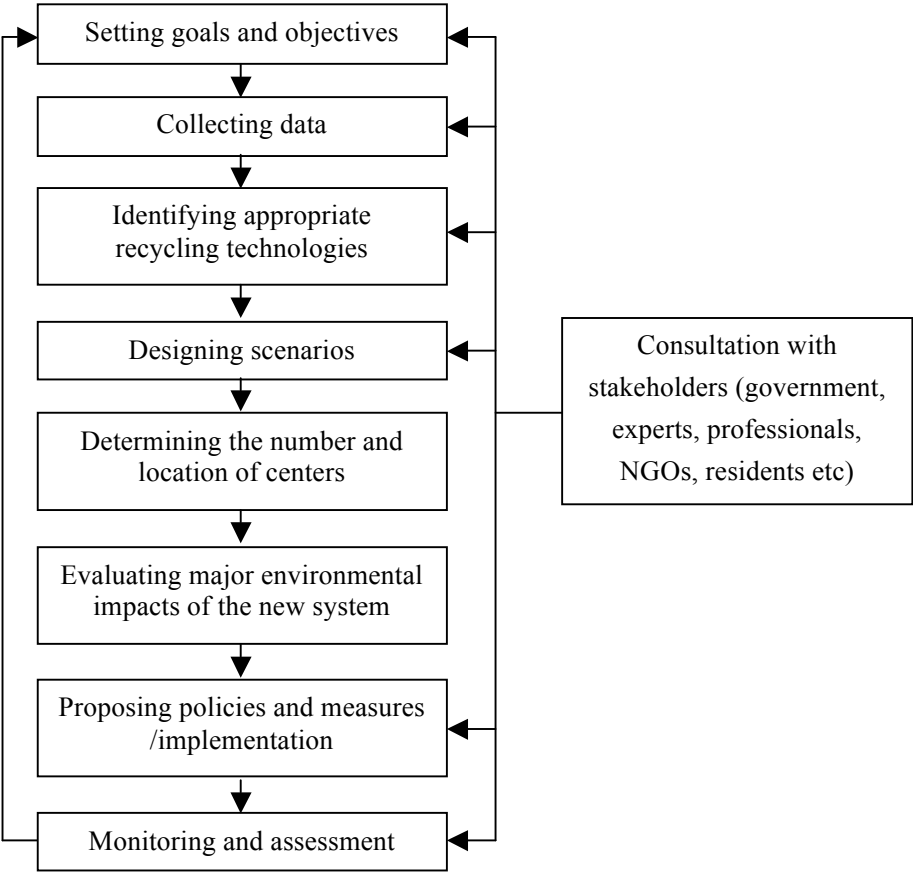 Setting goals and objectives
Collecting data
Identifying appropriate
recycling technologies
Designing scenarios
Determining the number and
location of centers
Evaluating major environmental
impacts of the new system
Proposing policies and measures
/implementation
Monitoring and assessment
Consultation with
stakeholders (government,
experts, professionals,
NGOs, residents etc)